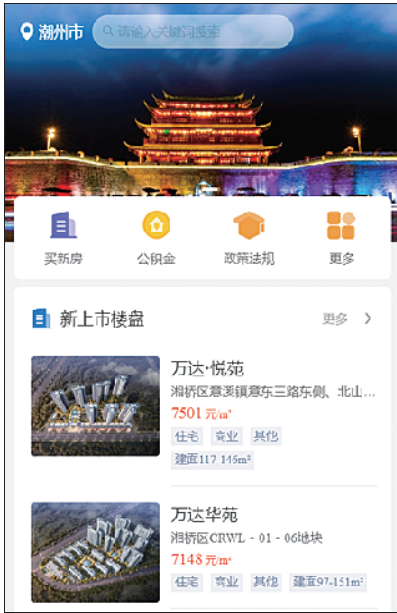 潮州市 请输入关键词搜索
买新房 公积金 政策法规 更多
新上市楼盘 更多
万达·悦苑
湘桥区意溪镇意东三路东侧、北山...
7501 元/m²
住宅 商业 其他
建面117-145m²
万达华苑
湘桥区CRWL-01-06地块
7148 元/m²
住宅 商业 其他 建面97-151m²